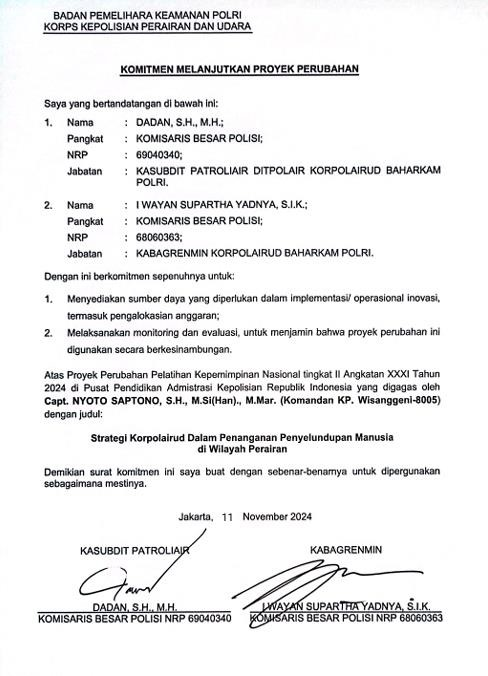 BADAN PEMELIHARA KEAMANAN POLRI
KORPS KEPOLISIAN PERAIRAN DAN UDARA
KOMITMEN MELANJUTKAN PROYEK PERUBAHAN
Saya yang bertandatangan di bawah ini:
1. Nama : DADAN, S.H., M.H.;
Pangkat : KOMISARIS BESAR POLISI;
NRP : 69040340;
Jabatan : KASUBDIT PATROLIAIR DITPOLAIR KORPOLAIRUD BAHARKAM
POLRI.
2. Nama : I WAYAN SUPARTHA YADNYA, S.I.K.;
Pangkat : KOMISARIS BESAR POLISI;
NRP : 68060363;
Jabatan : KABAGRENMIN KORPOLAIRUD BAHARKAM POLRI.
Dengan ini berkomitmen sepenuhnya untuk:
1. Menyediakan sumber daya yang diperlukan dalam implementasi/ operasional inovasi,
termasuk pengalokasian anggaran;
2. Melaksanakan monitoring dan evaluasi, untuk menjamin bahwa proyek perubahan ini
digunakan secara berkesinambungan.
Atas Proyek Perubahan Pelatihan Kepemimpinan Nasional tingkat II Angkatan XXXI Tahun
2024 di Pusat Pendidikan Admistrasi Kepolisian Republik Indonesia yang digagas oleh
Capt. NYOTO SAPTONO, S.H., M.Si(Han)., M.Mar. (Komandan KP. Wisanggeni-8005)
dengan judul:
Strategi Korpolairud Dalam Penanganan Penyelundupan Manusia
di Wilayah Perairan
Demikian surat komitmen ini saya buat dengan sebenar-benarnya untuk dipergunakan
sebagaimana mestinya.
Jakarta, 11 November 2024
KASUBDIT PATROLIAIR
KABAGRENMIN
DADAN, S.H., M.H.
KOMISARIS BESAR POLISI NRP 69040340
I WAYAN SUPARTHA YADNYA, S.I.K.
KOMISARIS BESAR POLISI NRP 68060363